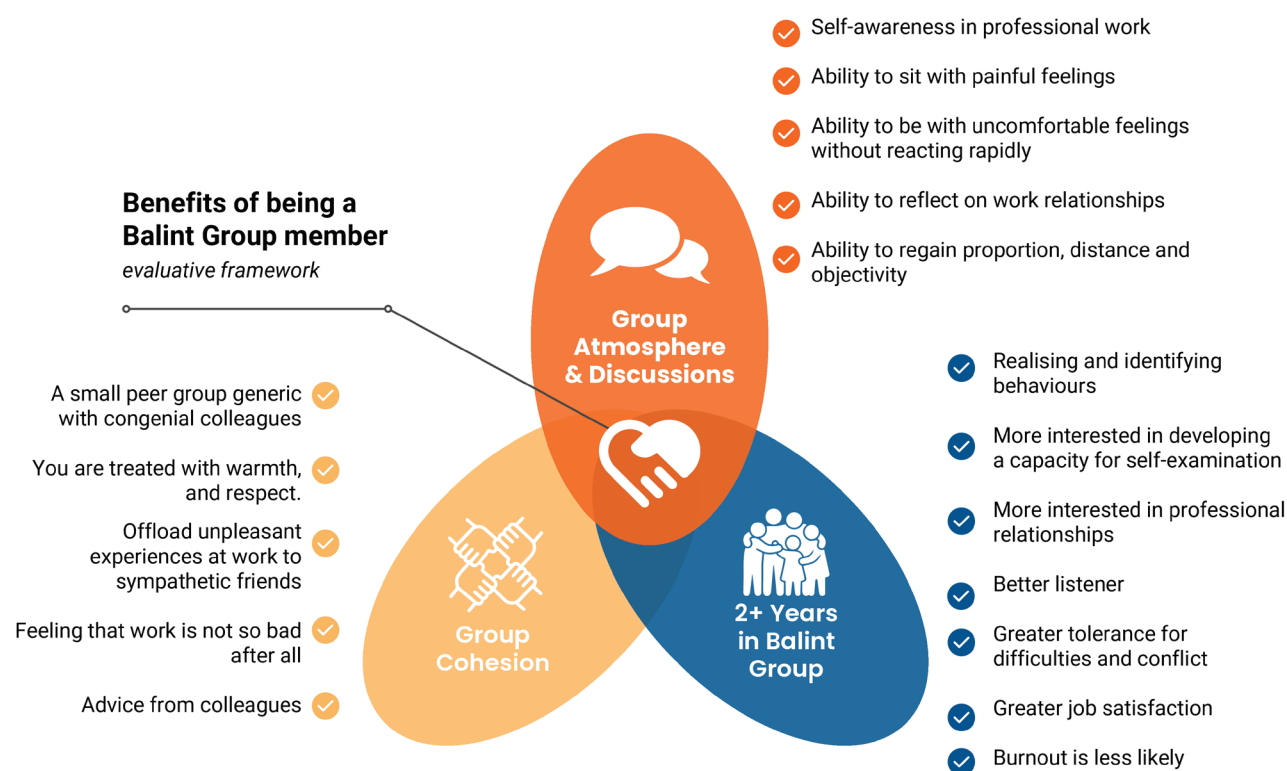 Benefits of being a
Balint Group member
evaluative framework
Group
Atmosphere
& Discussions
Self-awareness in professional work
Ability to sit with painful feelings
Ability to be with uncomfortable feelings
without reacting rapidly
Ability to reflect on work relationships
Ability to regain proportion, distance and
objectivity
A small peer group generic
with congenial colleagues
You are treated with warmth,
and respect.
Offload unpleasant
experiences at work to
sympathetic friends
Feeling that work is not so bad
after all
Advice from colleagues
Group
Cohesion
2+ Years
in Balint
Group
Realising and identifying
behaviours
More interested in developing
a capacity for self-examination
More interested in professional
relationships
Better listener
Greater tolerance for
difficulties and conflict
Greater job satisfaction
Burnout is less likely